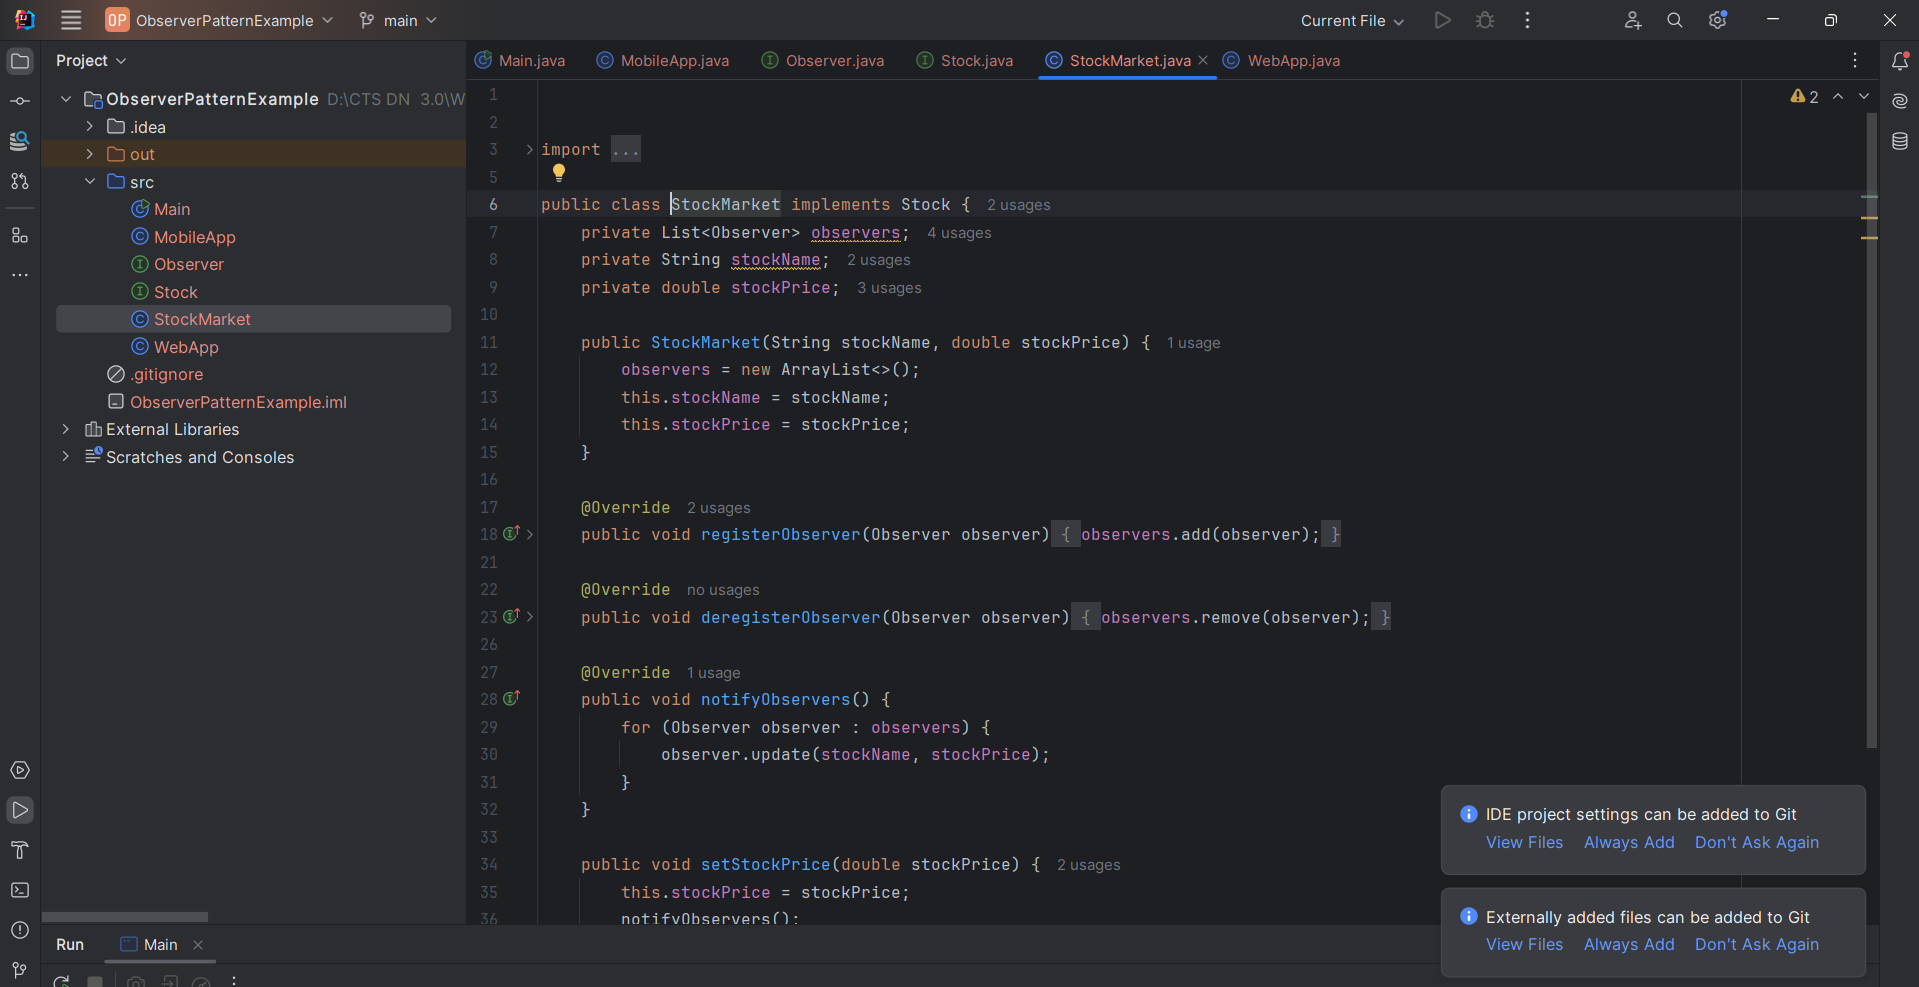 OP ObserverPatternExample main Current File
Project
Main.java MobileApp.java Observer.java Stock.java StockMarket.java WebApp.java
ObserverPatternExample D:\CTS DN 3.0\W
.idea
out
src
Main
MobileApp
Observer
Stock
StockMarket
WebApp
.gitignore
ObserverPatternExample.iml
External Libraries
Scratches and Consoles
2
1
2
3 import ...
5
6 public class StockMarket implements Stock { 2 usages
7 private List<Observer> observers; 4 usages
8 private String stockName; 2 usages
9 private double stockPrice; 3 usages
10
11 public StockMarket(String stockName, double stockPrice) { 1 usage
12 observers = new ArrayList<>();
13 this.stockName = stockName;
14 this.stockPrice = stockPrice;
15 }
16
17 @Override 2 usages
18 public void registerObserver(Observer observer) { observers.add(observer); }
21
22 @Override no usages
23 public void deregisterObserver(Observer observer) { observers.remove(observer); }
26
27 @Override 1 usage
28 public void notifyObservers() {
29 for (Observer observer : observers) {
30 observer.update(stockName, stockPrice);
31 }
32 }
33
34 public void setStockPrice(double stockPrice) { 2 usages
35 this.stockPrice = stockPrice;
36 notifyObservers();
IDE project settings can be added to Git
View Files Always Add Don't Ask Again
Externally added files can be added to Git
View Files Always Add Don't Ask Again
Run Main